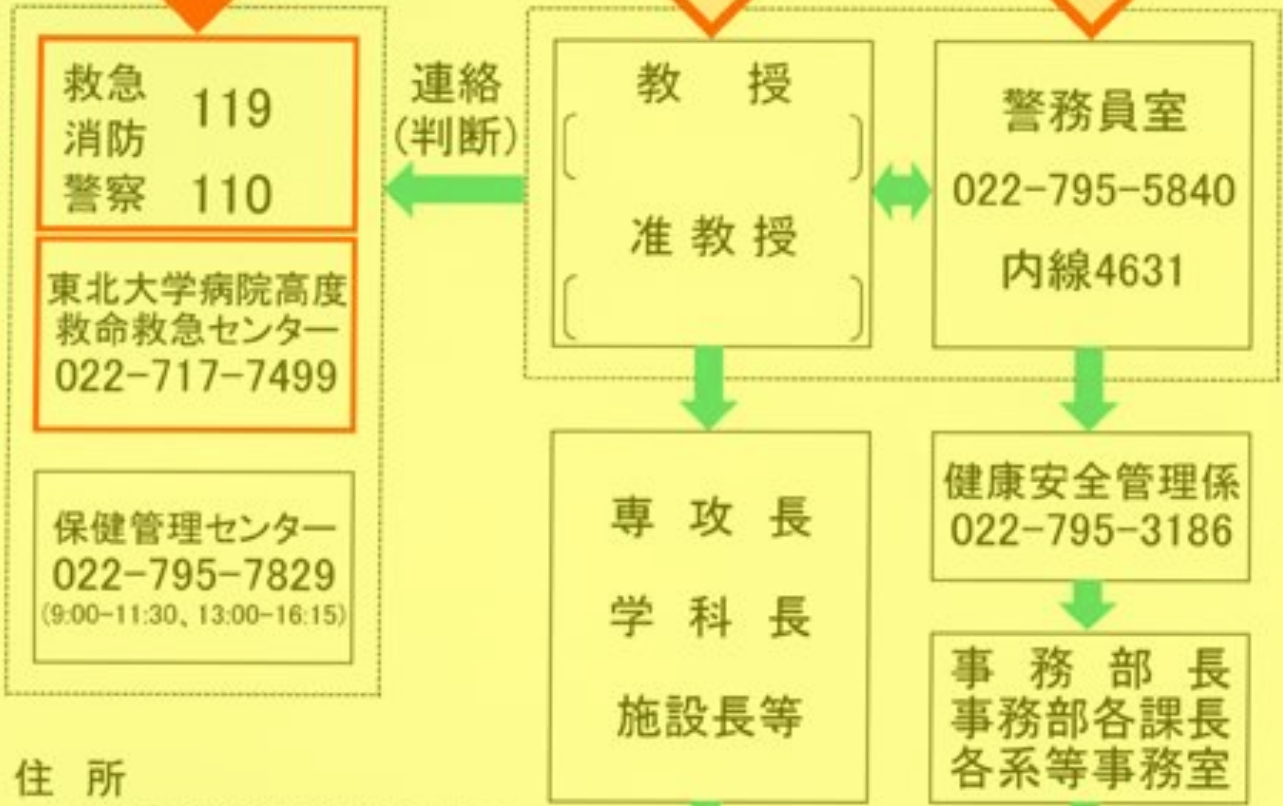 救急 119
消防
警察 110
東北大学病院高度
救命救急センター
022-717-7499
保健管理センター
022-795-7829
(9:00-11:30、13:00-16:15)
連絡
(判断)
教 授
准 教 授
警務員室
022-795-5840
内線4631
専 攻 長
学 科 長
施設長等
健康安全管理係
022-795-3186
事 務 部 長
事務部各課長
各系等事務室
住 所